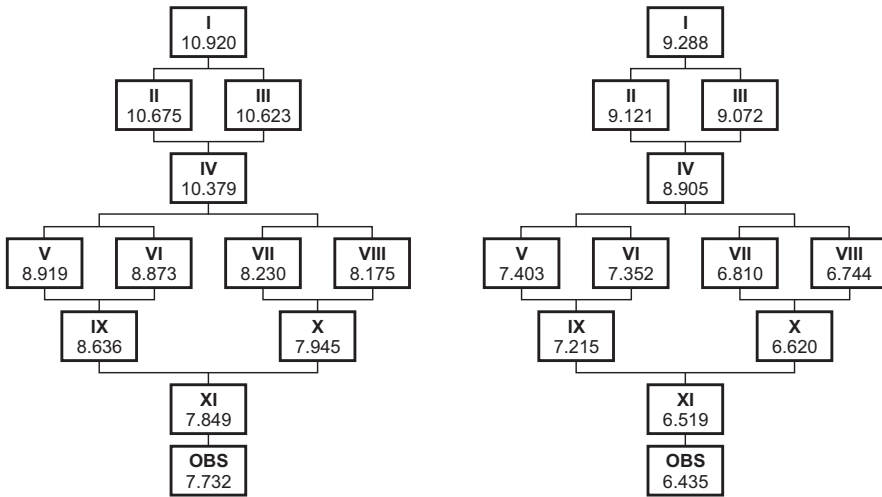 I
10.920
II
10.675
III
10.623
IV
10.379
V
8.919
VI
8.873
VII
8.230
VIII
8.175
IX
8.636
X
7.945
XI
7.849
OBS
7.732
I
9.288
II
9.121
III
9.072
IV
8.905
V
7.403
VI
7.352
VII
6.810
VIII
6.744
IX
7.215
X
6.620
XI
6.519
OBS
6.435